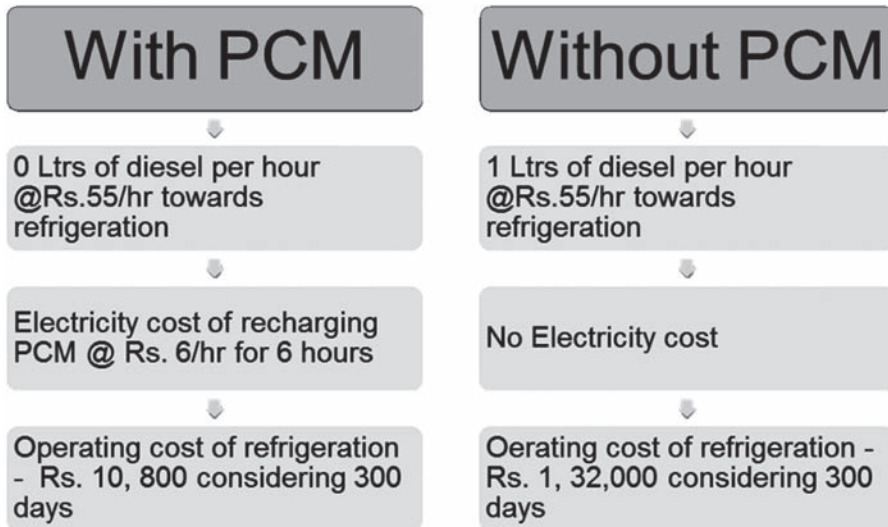 With PCM
0 Ltrs of diesel per hour
@Rs.55/hr towards
refrigeration
Electricity cost of recharging
PCM @ Rs. 6/hr for 6 hours
Operating cost of refrigeration
- Rs. 10, 800 considering 300
days
Without PCM
1 Ltrs of diesel per hour
@Rs.55/hr towards
refrigeration
No Electricity cost
Oerating cost of refrigeration -
Rs. 1, 32,000 considering 300
days